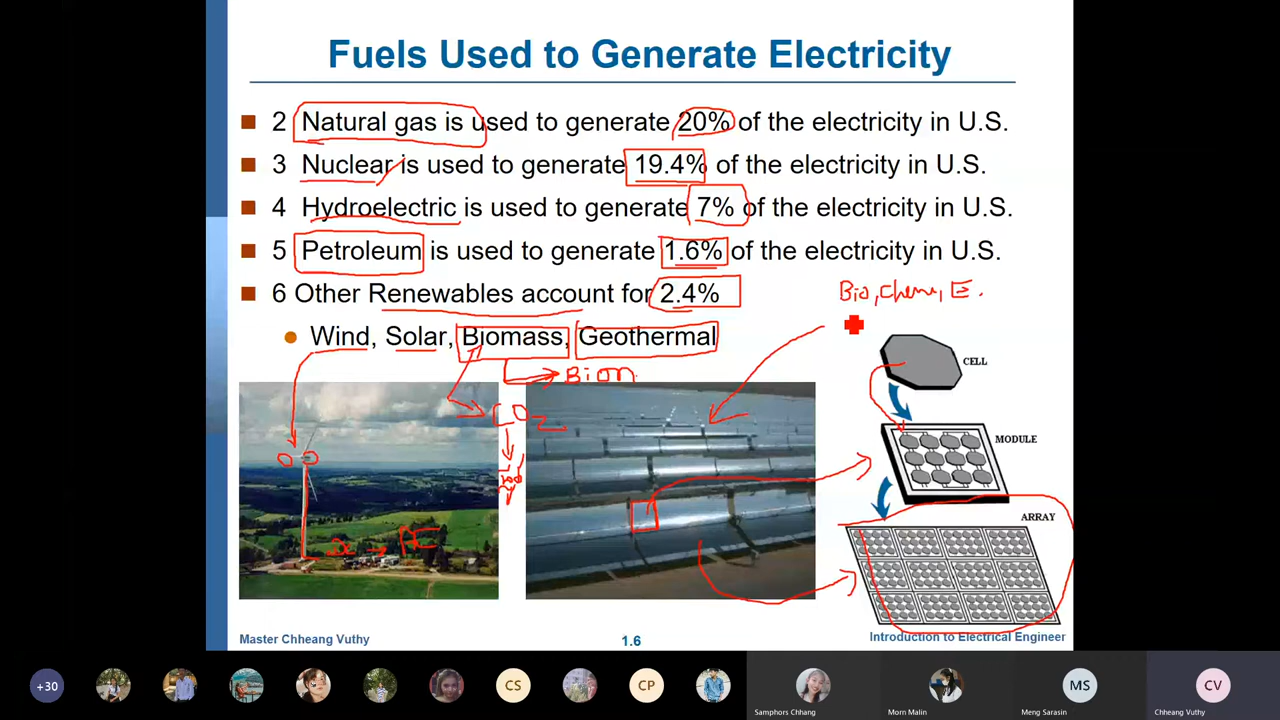 Fuels Used to Generate Electricity
2 Natural gas is used to generate 20% of the electricity in U.S.
3 Nuclear is used to generate 19.4% of the electricity in U.S.
4 Hydroelectric is used to generate 7% of the electricity in U.S.
5 Petroleum is used to generate 1.6% of the electricity in U.S.
6 Other Renewables account for 2.4%
Bio, Chem, E.
Wind, Solar, Biomass, Geothermal
Bion
CO2
CELL
MODULE
ARRAY
Master Chheang Vuthy
1.6
Introduction to Electrical Engineer
+30
CS
CP
MS
CV
Samphors Chhang
Morn Malin
Meng Sarasin
Chheang Vuthy